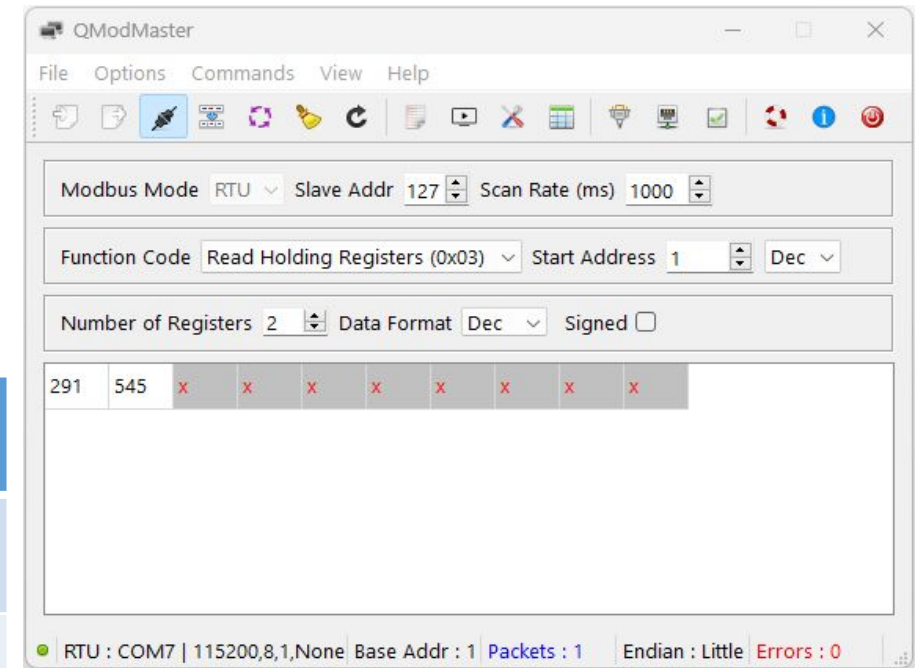 QModMaster
File Options Commands View Help
Modbus Mode RTU Slave Addr 127 Scan Rate (ms) 1000
Function Code Read Holding Registers (0x03) Start Address 1 Dec
Number of Registers 2 Data Format Dec Signed
291 545 x x x x x x x x
RTU : COM7 | 115200,8,1,None Base Addr : 1 Packets : 1 Endian : Little Errors : 0